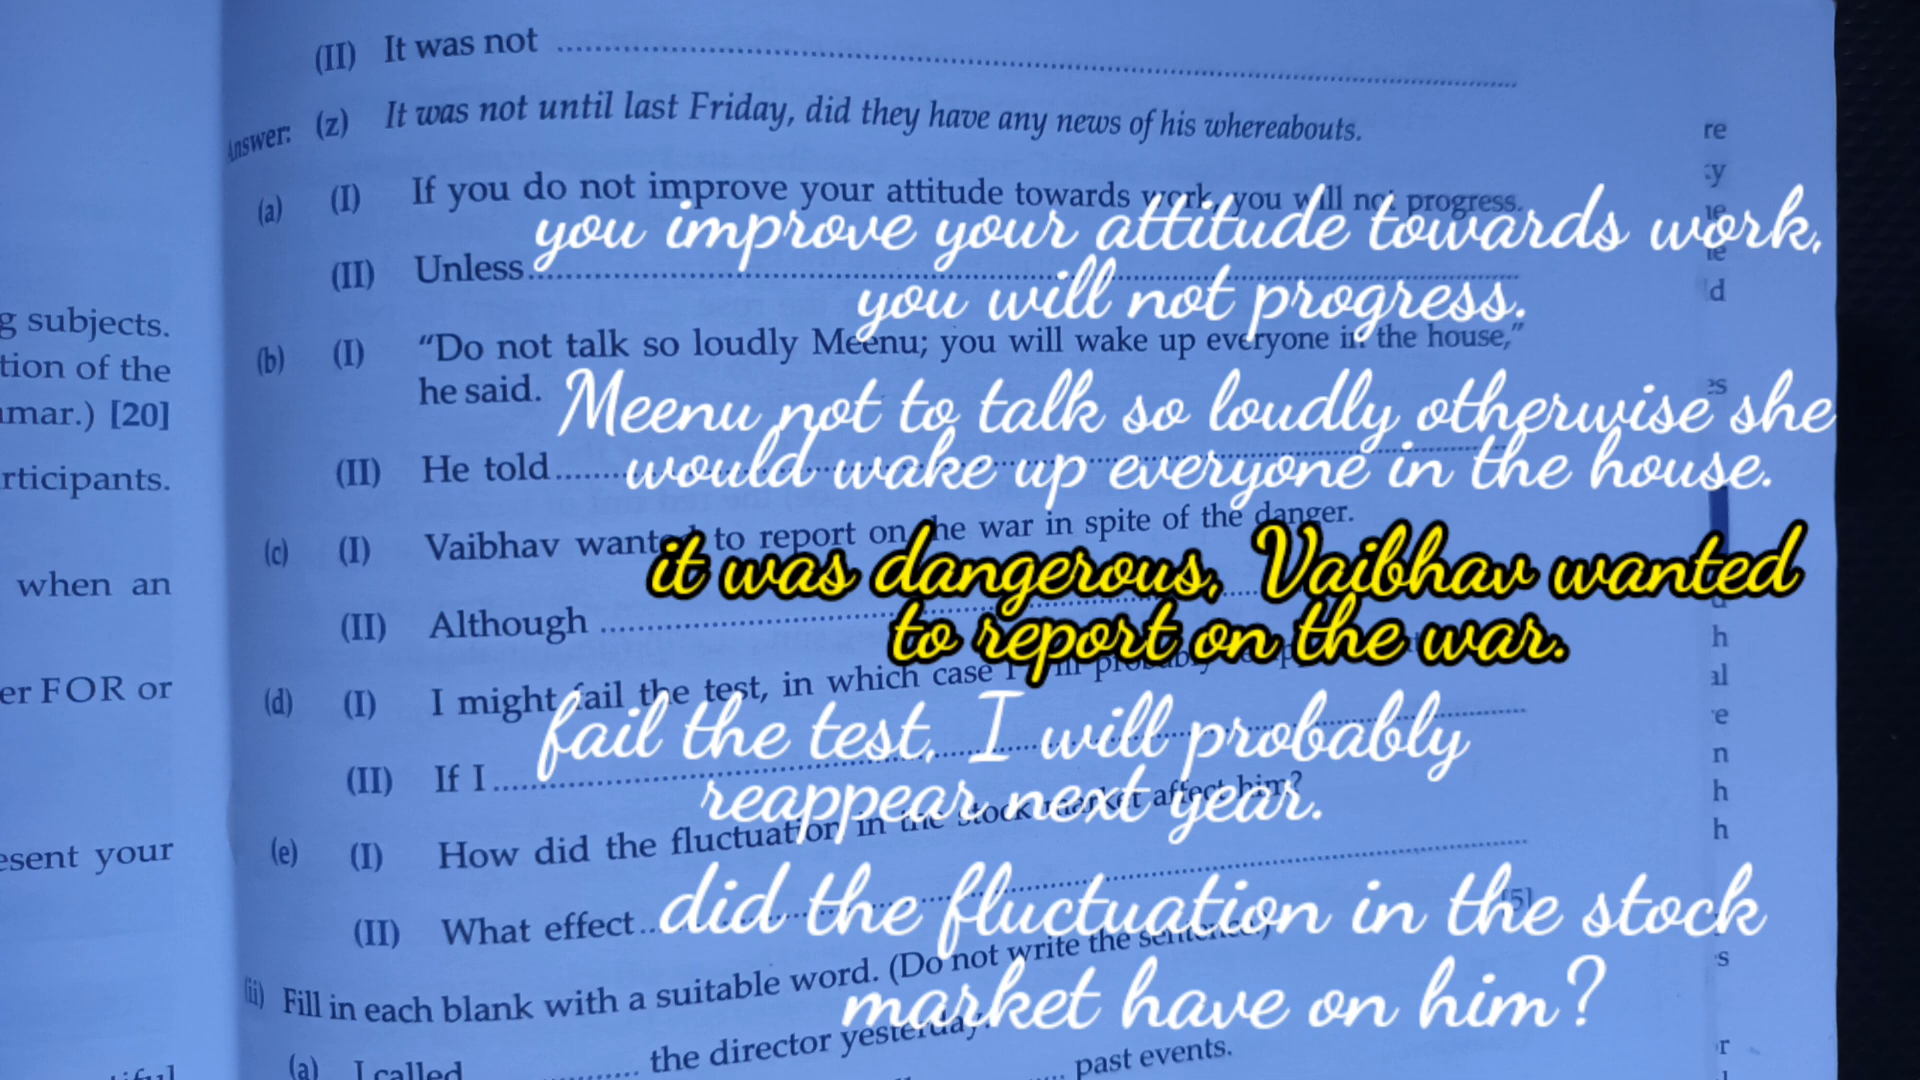 (II) It was not
Answer: (z) It was not until last Friday, did they have any news of his whereabouts.
(a) (I) If you do not improve your attitude towards work, you will not progress.
you improve your attitude towards work,
(II) Unless
you will not progress.
(b) (I) "Do not talk so loudly Meenu; you will wake up everyone in the house,"
he said.
Meenu not to talk so loudly otherwise she
(II) He told
would wake up everyone in the house.
(c) (I) Vaibhav wanted to report on the war in spite of the danger.
it was dangerous, Vaibhav wanted
(II) Although
to report on the war.
(d) (I) I might fail the test, in which case I will probably
fail the test, I will probably
(II) If I
reappear next year.
(e) (I) How did the fluctuation in the stock market affect him?
did the fluctuation in the stock
(II) What effect
[5]
market have on him?
(ii) Fill in each blank with a suitable word. (Do not write the sentence.)
(a) I called the director yesterday.
past events.
g subjects.
tion of the
mar.) [20]
rticipants.
when an
er FOR or
esent your